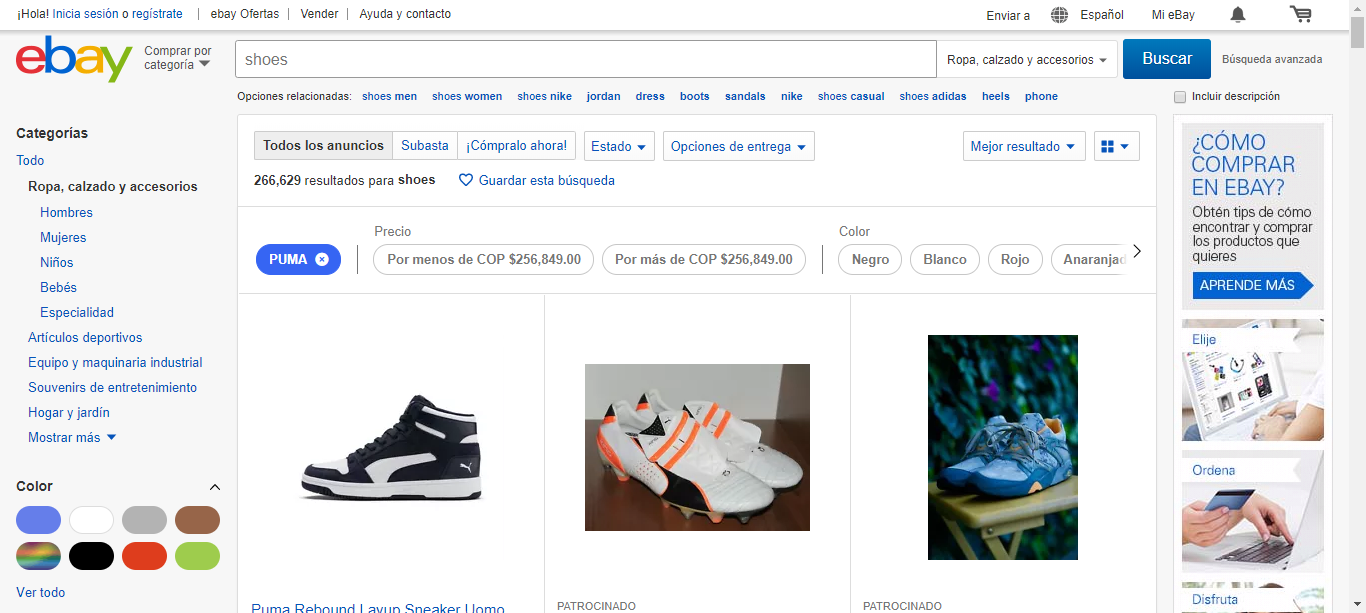 ¡Hola! Inicia sesión o regístrate
ebay Ofertas
Vender
Ayuda y contacto
Enviar a
Español
Mi eBay
ebay
Comprar por
categoría
shoes
Ropa, calzado y accesorios
Buscar
Búsqueda avanzada
Opciones relacionadas: shoes men shoes women shoes nike jordan dress boots sandals nike shoes casual shoes adidas heels phone
Incluir descripción
Categorías
Todo
Ropa, calzado y accesorios
Hombres
Mujeres
Niños
Bebés
Especialidad
Artículos deportivos
Equipo y maquinaria industrial
Souvenirs de entretenimiento
Hogar y jardín
Mostrar más
Color
Ver todo
Todos los anuncios
Subasta
¡Cómpralo ahora!
Estado
Opciones de entrega
Mejor resultado
266,629 resultados para shoes
Guardar esta búsqueda
PUMA
Precio
Por menos de COP $256,849.00
Por más de COP $256,849.00
Color
Negro
Blanco
Rojo
Anaranjad
Puma Rebound Layup Sneaker Uomo
PATROCINADO
PATROCINADO
¿CÓMO
COMPRAR
EN EBAY?
Obtén tips de cómo
encontrar y comprar
los productos que
quieres
APRENDE MÁS
Elije
Ordena
Disfruta